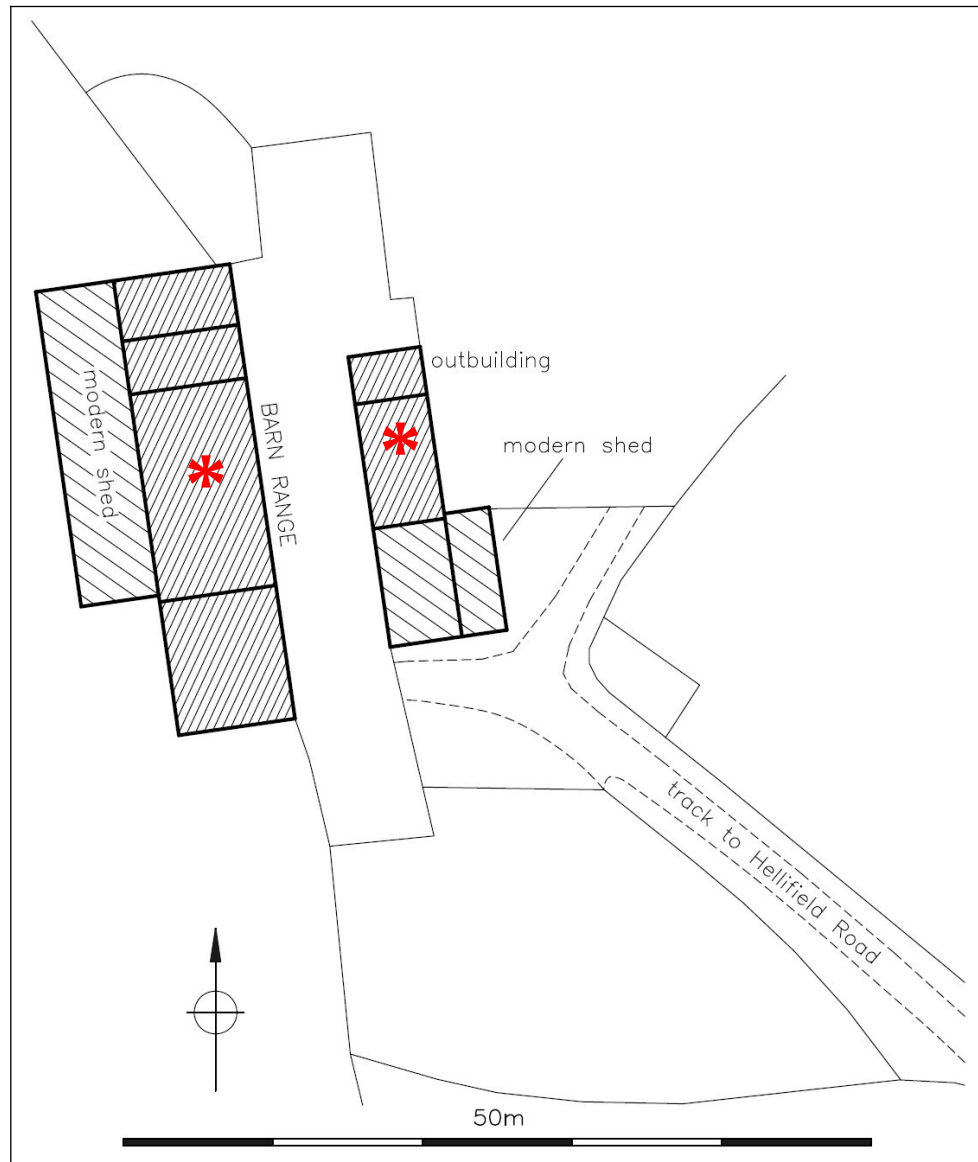 outbuilding
modern shed
modern shed
BARN RANGE
track to Hellifield Road
50m